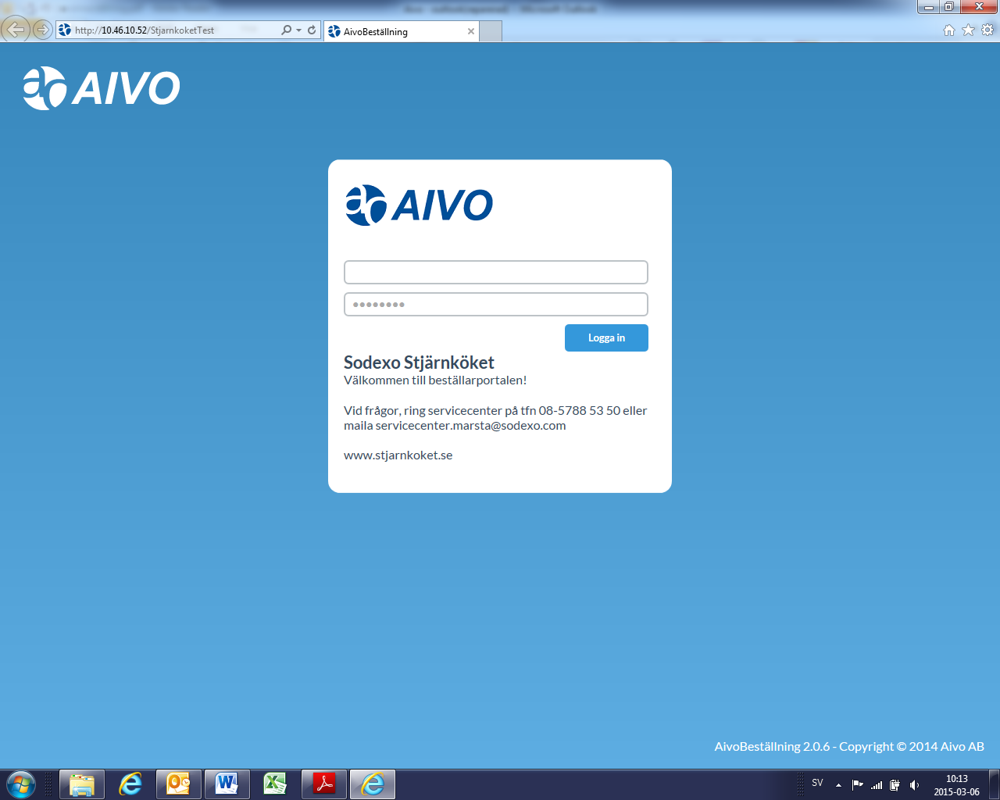 http://10.46.10.52/StjarnkoketTest
AivoBeställning
AIVO
AIVO
Logga in
Sodexo Stjärnköket
Välkommen till beställarportalen!
Vid frågor, ring servicecenter på tfn 08-5788 53 50 eller
maila servicecenter.marsta@sodexo.com
www.stjarnkoket.se
AivoBeställning 2.0.6 - Copyright © 2014 Aivo AB
SV
10:13
2015-03-06